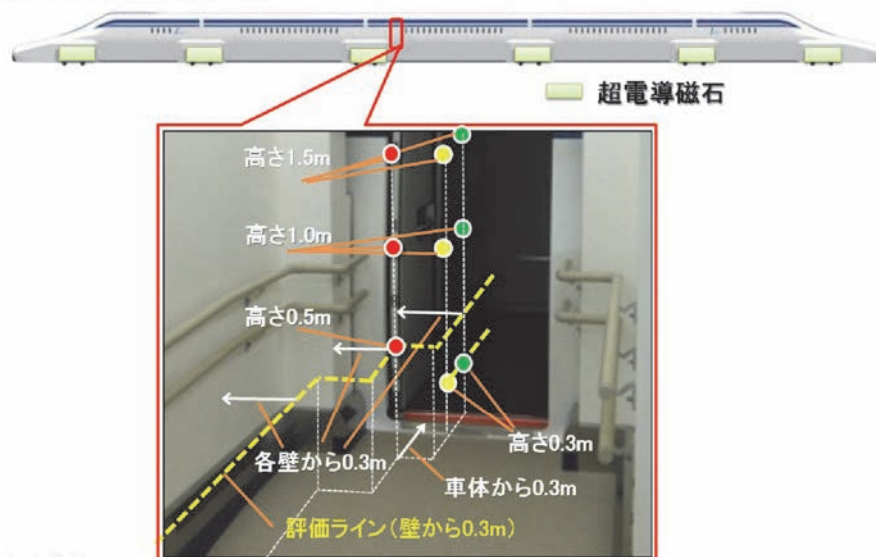 超電導磁石
高さ1.5m
高さ1.0m
高さ0.5m
高さ0.3m
各壁から0.3m
車体から0.3m
評価ライン(壁から0.3m)